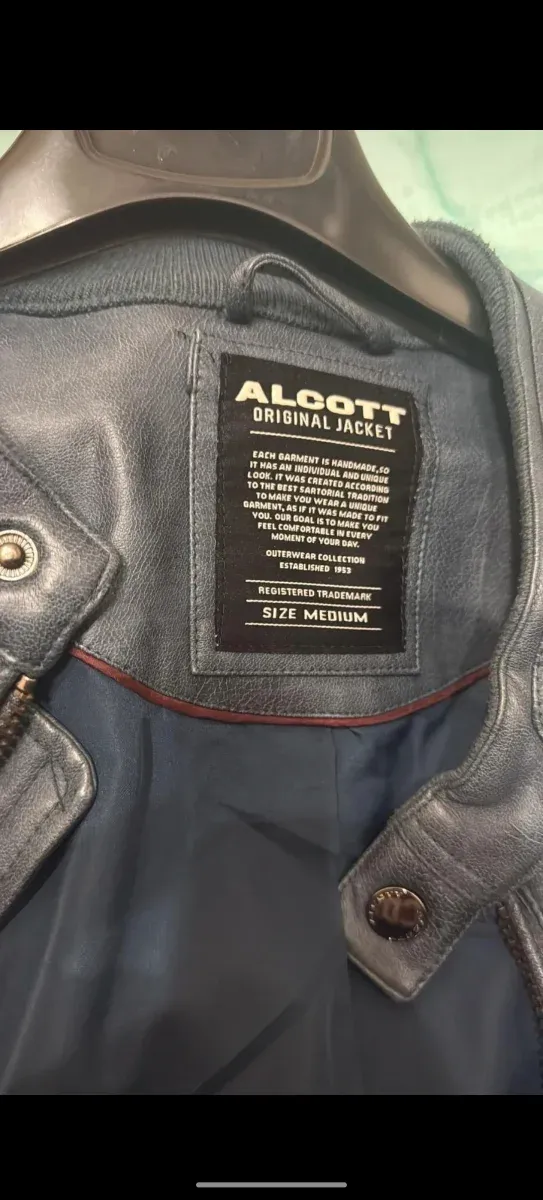 ALCOTT
ORIGINAL JACKET
EACH GARMENT IS HANDMADE,SO
IT HAS AN INDIVIDUAL AND UNIQUE
LOOK. IT WAS CREATED ACCORDING
TO THE BEST SARTORIAL TRADITION
TO MAKE YOU WEAR A UNIQUE
GARMENT, AS IF IT WAS MADE TO FIT
YOU. OUR GOAL IS TO MAKE YOU
FEEL COMFORTABLE IN EVERY
MOMENT OF YOUR DAY.
OUTERWEAR COLLECTION
ESTABLISHED 1953
REGISTERED TRADEMARK
SIZE MEDIUM